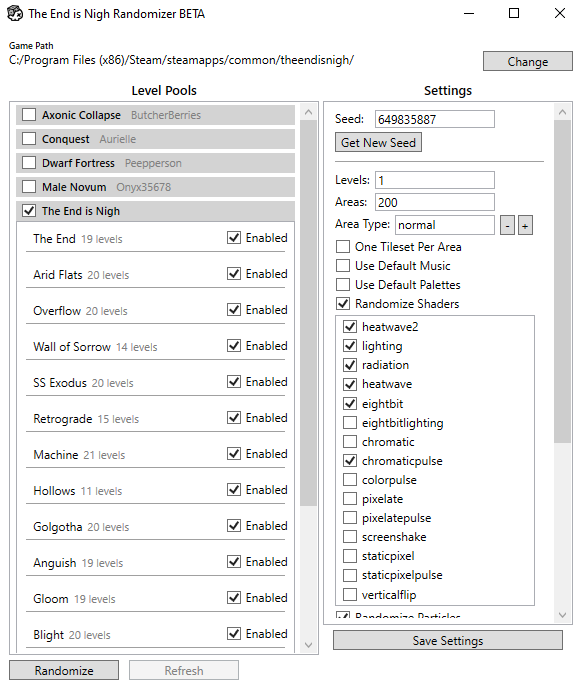 The End is Nigh Randomizer BETA
Game Path
C:/Program Files (x86)/Steam/steamapps/common/theendisnigh/
Change
Level Pools
Axonic Collapse ButcherBerries
Conquest Aurielle
Dwarf Fortress Peepperson
Male Novum Onyx35678
The End is Nigh
The End 19 levels Enabled
Arid Flats 20 levels Enabled
Overflow 20 levels Enabled
Wall of Sorrow 14 levels Enabled
SS Exodus 20 levels Enabled
Retrograde 15 levels Enabled
Machine 21 levels Enabled
Hollows 11 levels Enabled
Golgotha 20 levels Enabled
Anguish 19 levels Enabled
Gloom 19 levels Enabled
Blight 20 levels Enabled
Randomize Refresh
Settings
Seed: 649835887
Get New Seed
Levels: 1
Areas: 200
Area Type: normal - +
One Tileset Per Area
Use Default Music
Use Default Palettes
Randomize Shaders
heatwave2
lighting
radiation
heatwave
eightbit
eightbitlighting
chromatic
chromaticpulse
colorpulse
pixelate
pixelatepulse
screenshake
staticpixel
staticpixelpulse
verticalflip
Randomize Particles
Save Settings